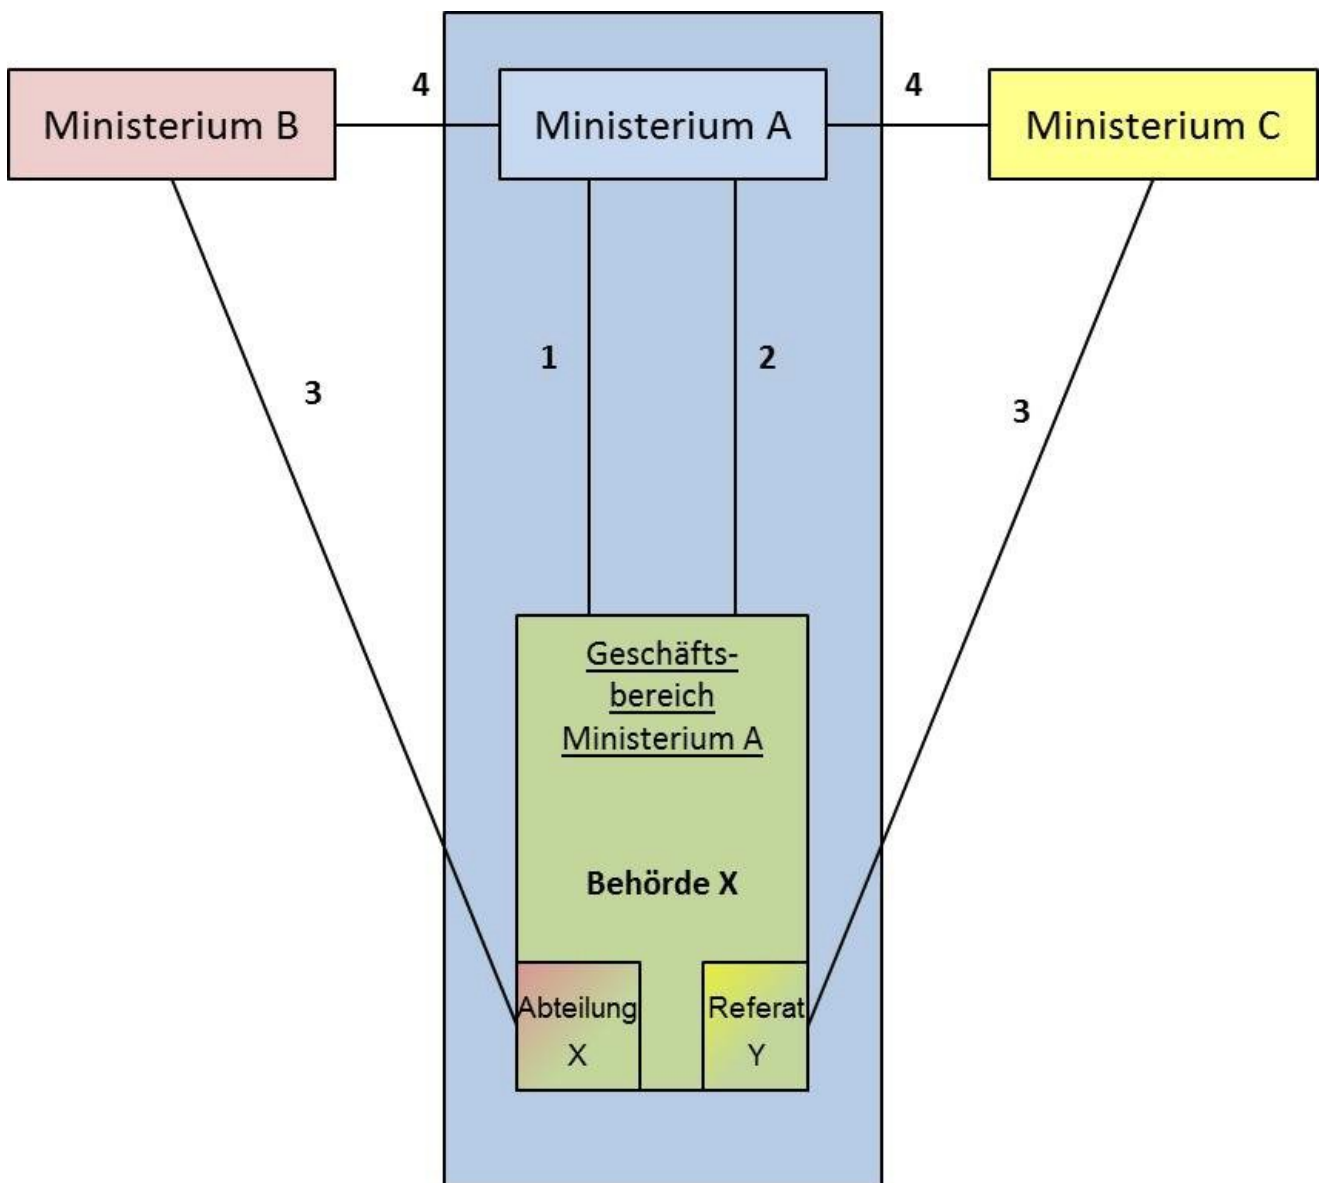 4
4
Ministerium B
Ministerium A
Ministerium C
1
2
3
3
Geschäfts-
bereich
Ministerium A
Behörde X
Abteilung
X
Referat
Y